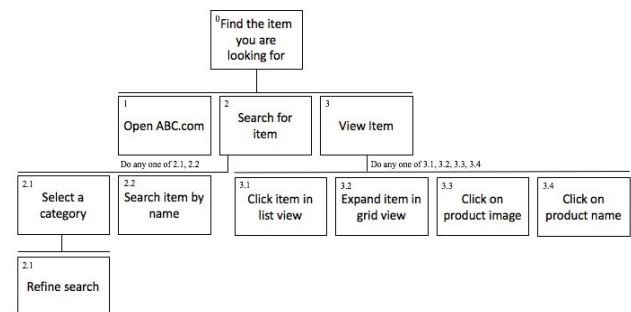 0
Find the item
you are
looking for
1
Open ABC.com
2
Search for
item
3
View Item
Do any one of 2.1, 2.2
Do any one of 3.1, 3.2, 3.3, 3.4
2.1
Select a
category
2.2
Search item by
name
3.1
Click item in
list view
3.2
Expand item in
grid view
3.3
Click on
product image
3.4
Click on
product name
2.1
Refine search